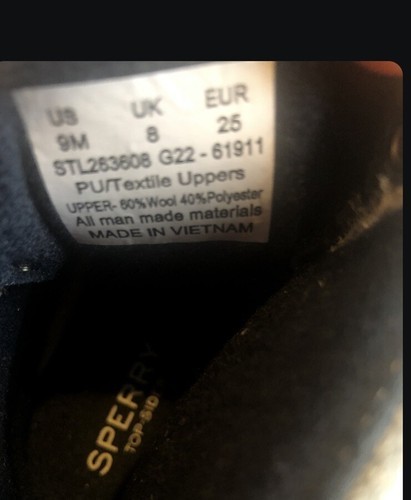 US UK EUR
9M 8 25
STL263608 G22-61911
PU/Textile Uppers
UPPER- 60%Wool 40%Polyester
All man made materials
MADE IN VIETNAM
SPERRY
TOP-SID